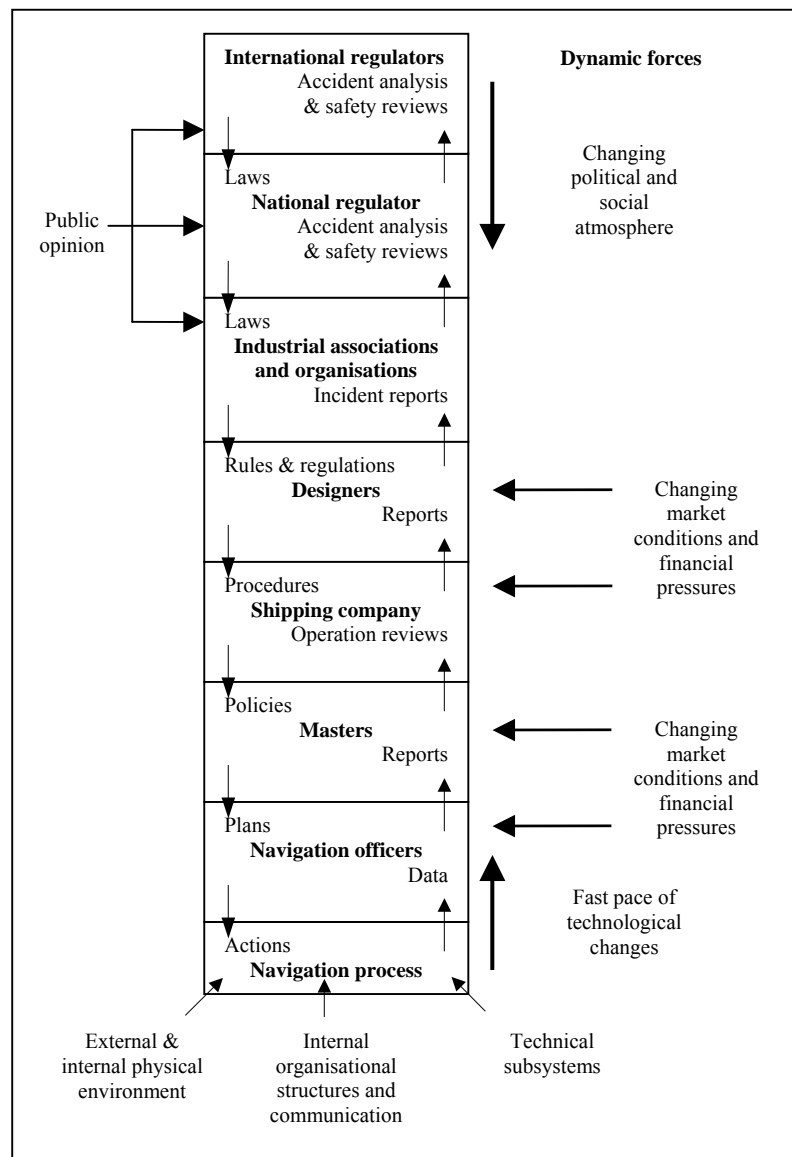 International regulators
Accident analysis
& safety reviews
Laws
National regulator
Accident analysis
& safety reviews
Laws
Industrial associations
and organisations
Incident reports
Rules & regulations
Designers
Reports
Procedures
Shipping company
Operation reviews
Policies
Masters
Reports
Plans
Navigation officers
Data
Actions
Navigation process
Public
opinion
Dynamic forces
Changing
political and
social
atmosphere
Changing
market
conditions and
financial
pressures
Changing
market
conditions and
financial
pressures
Fast pace of
technological
changes
External &
internal physical
environment
Internal
organisational
structures and
communication
Technical
subsystems